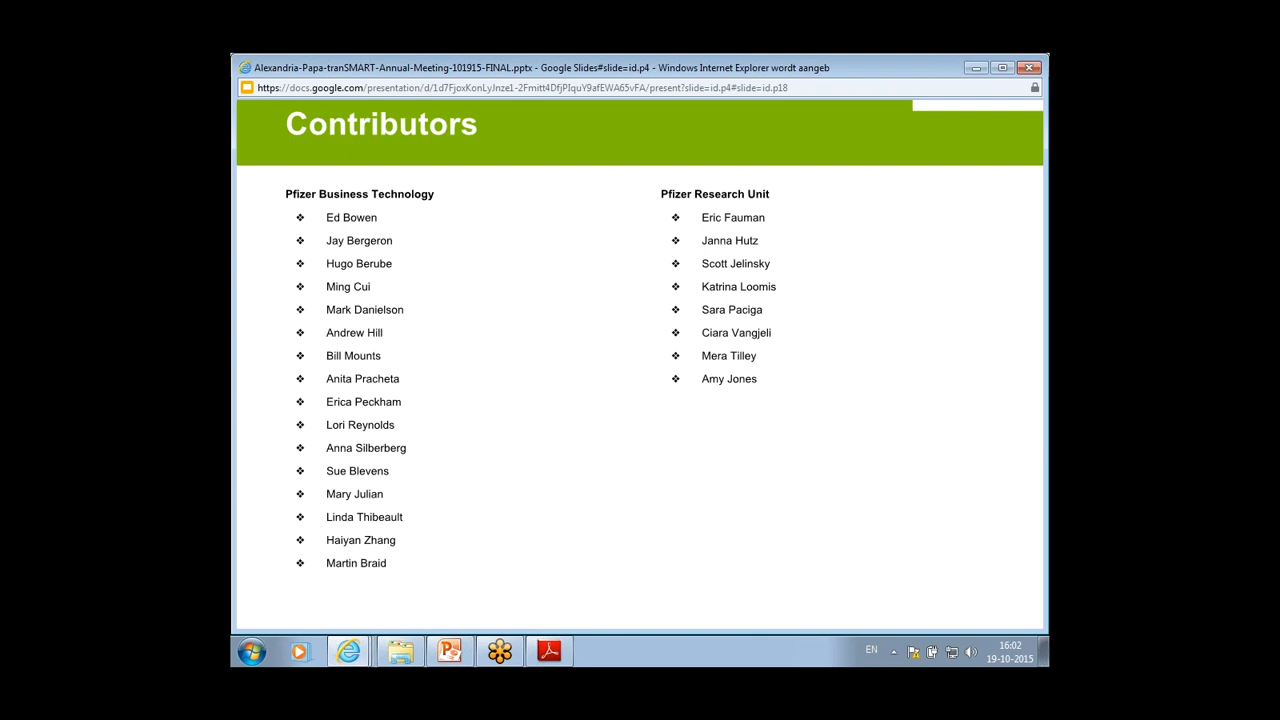 Alexandria-Papa-tranSMART-Annual-Meeting-101915-FINAL.pptx - Google Slides#slide=id.p4 - Windows Internet Explorer wordt aangeb
https://docs.google.com/presentation/d/1d7FjoxKonLyJnze1-2Fmitt4DfjPIquY9afEWA65vFA/present?slide=id.p4#slide=id.p18
Contributors
Pfizer Business Technology
❖ Ed Bowen
❖ Jay Bergeron
❖ Hugo Berube
❖ Ming Cui
❖ Mark Danielson
❖ Andrew Hill
❖ Bill Mounts
❖ Anita Pracheta
❖ Erica Peckham
❖ Lori Reynolds
❖ Anna Silberberg
❖ Sue Blevens
❖ Mary Julian
❖ Linda Thibeault
❖ Haiyan Zhang
❖ Martin Braid
Pfizer Research Unit
❖ Eric Fauman
❖ Janna Hutz
❖ Scott Jelinsky
❖ Katrina Loomis
❖ Sara Paciga
❖ Ciara Vangjeli
❖ Mera Tilley
❖ Amy Jones
EN
16:02
19-10-2015